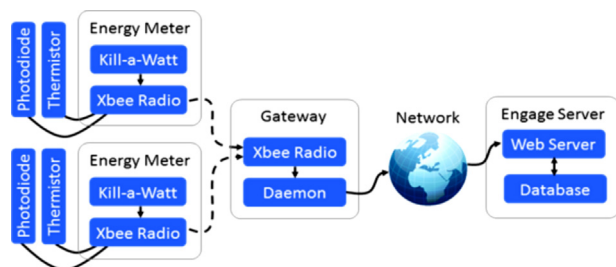 Photodiode
Thermistor
Energy Meter
Kill-a-Watt
Xbee Radio
Photodiode
Thermistor
Energy Meter
Kill-a-Watt
Xbee Radio
Gateway
Xbee Radio
Daemon
Network
Engage Server
Web Server
Database